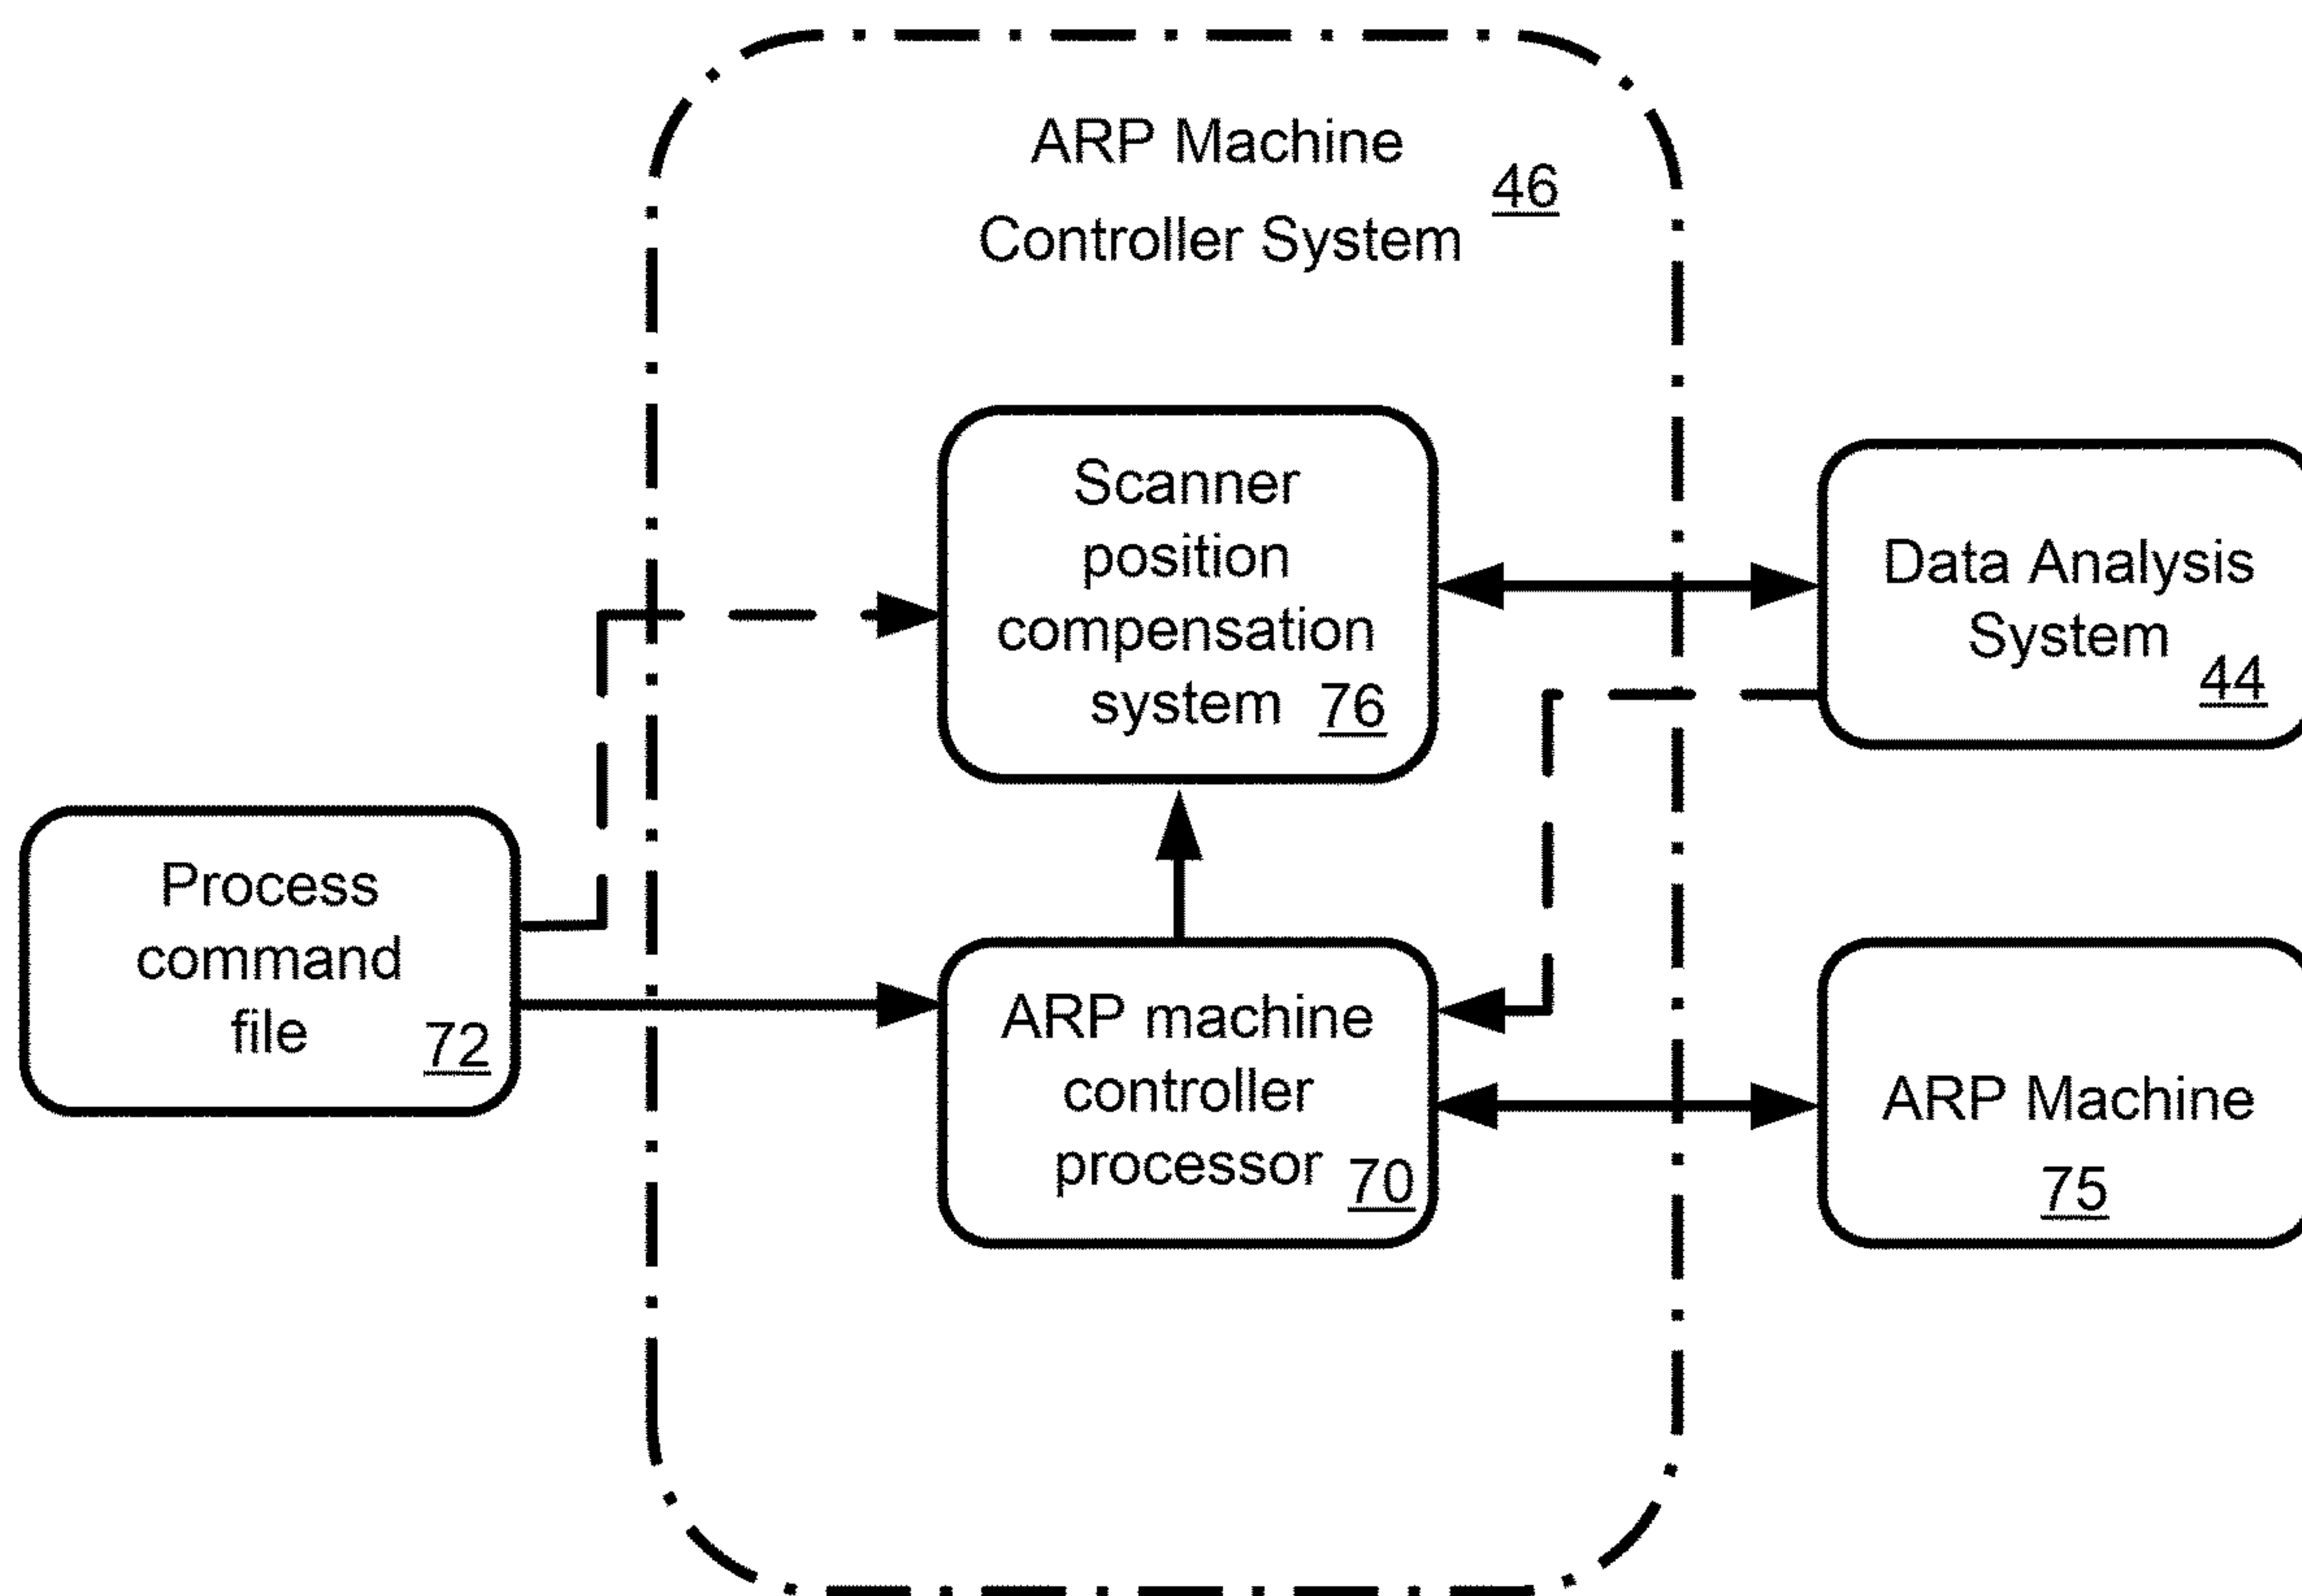 ARP Machine
Controller System 46
Scanner
position
compensation
system 76
Data Analysis
System
44
Process
command
file 72
ARP machine
controller
processor 70
ARP Machine
75